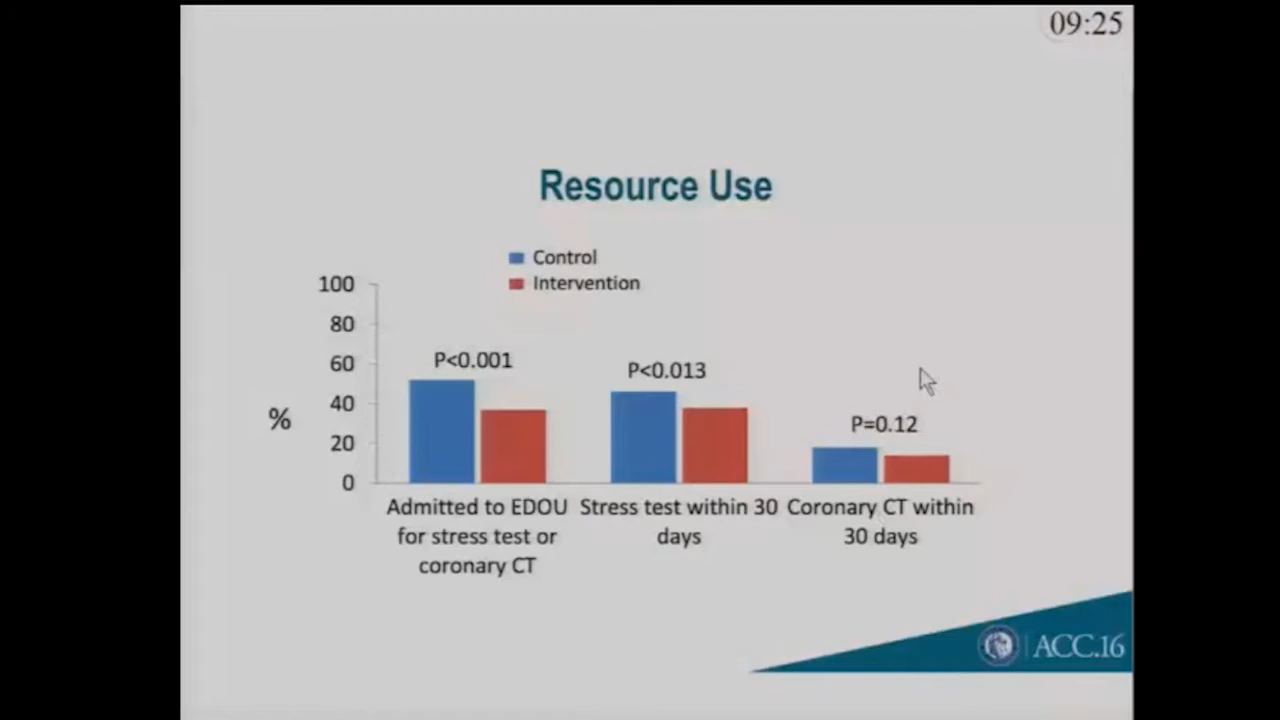 09:25
Resource Use
Control
Intervention
100
80
60
40
20
0
%
P<0.001
P<0.013
P=0.12
Admitted to EDOU
for stress test or
coronary CT
Stress test within 30
days
Coronary CT within
30 days
ACC.16